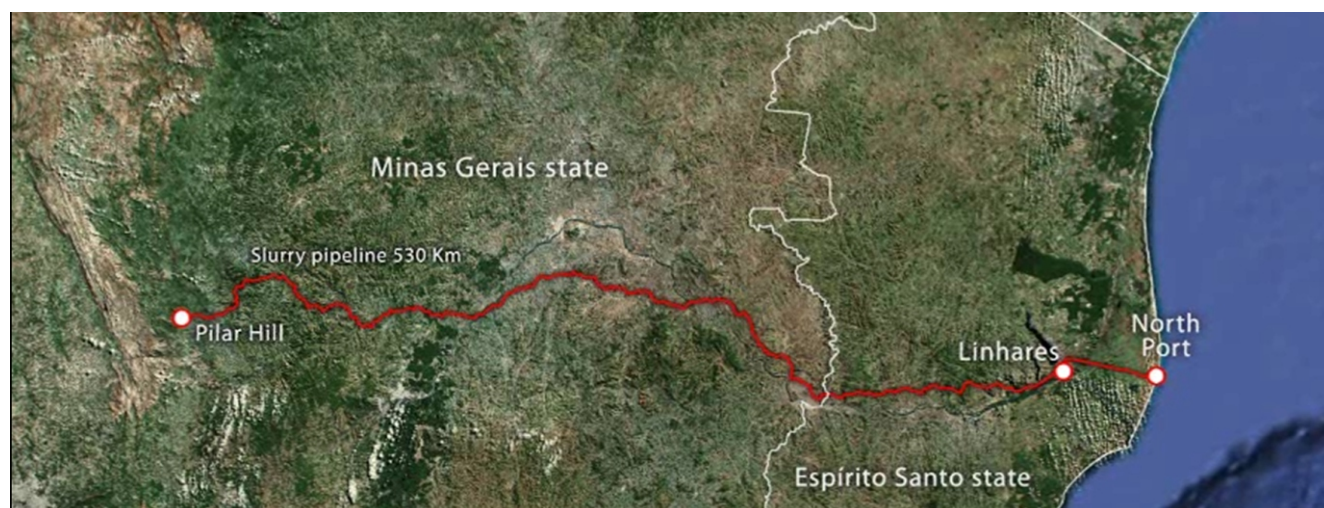 Minas Gerais state
Slurry pipeline 530 Km
Pilar Hill
North
Port
Linhares
Espírito Santo state